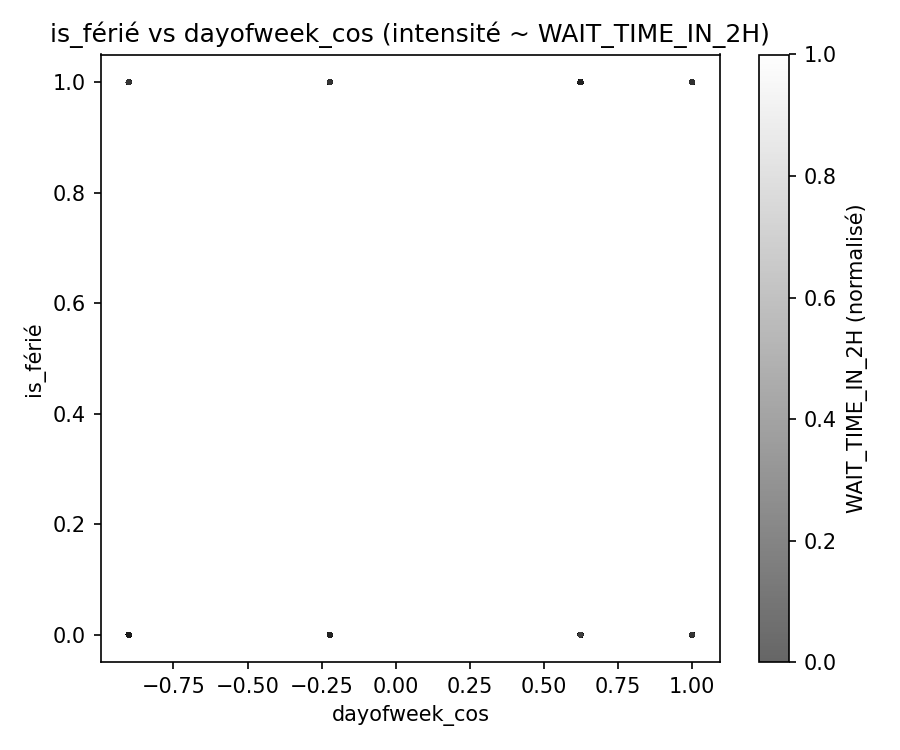 is_férié vs dayofweek_cos (intensité ~ WAIT_TIME_IN_2H)
is_férié
1.0
0.8
0.6
0.4
0.2
0.0
−0.75 −0.50 −0.25 0.00 0.25 0.50 0.75 1.00
dayofweek_cos
1.0
0.8
0.6
0.4
0.2
0.0
WAIT_TIME_IN_2H (normalisé)